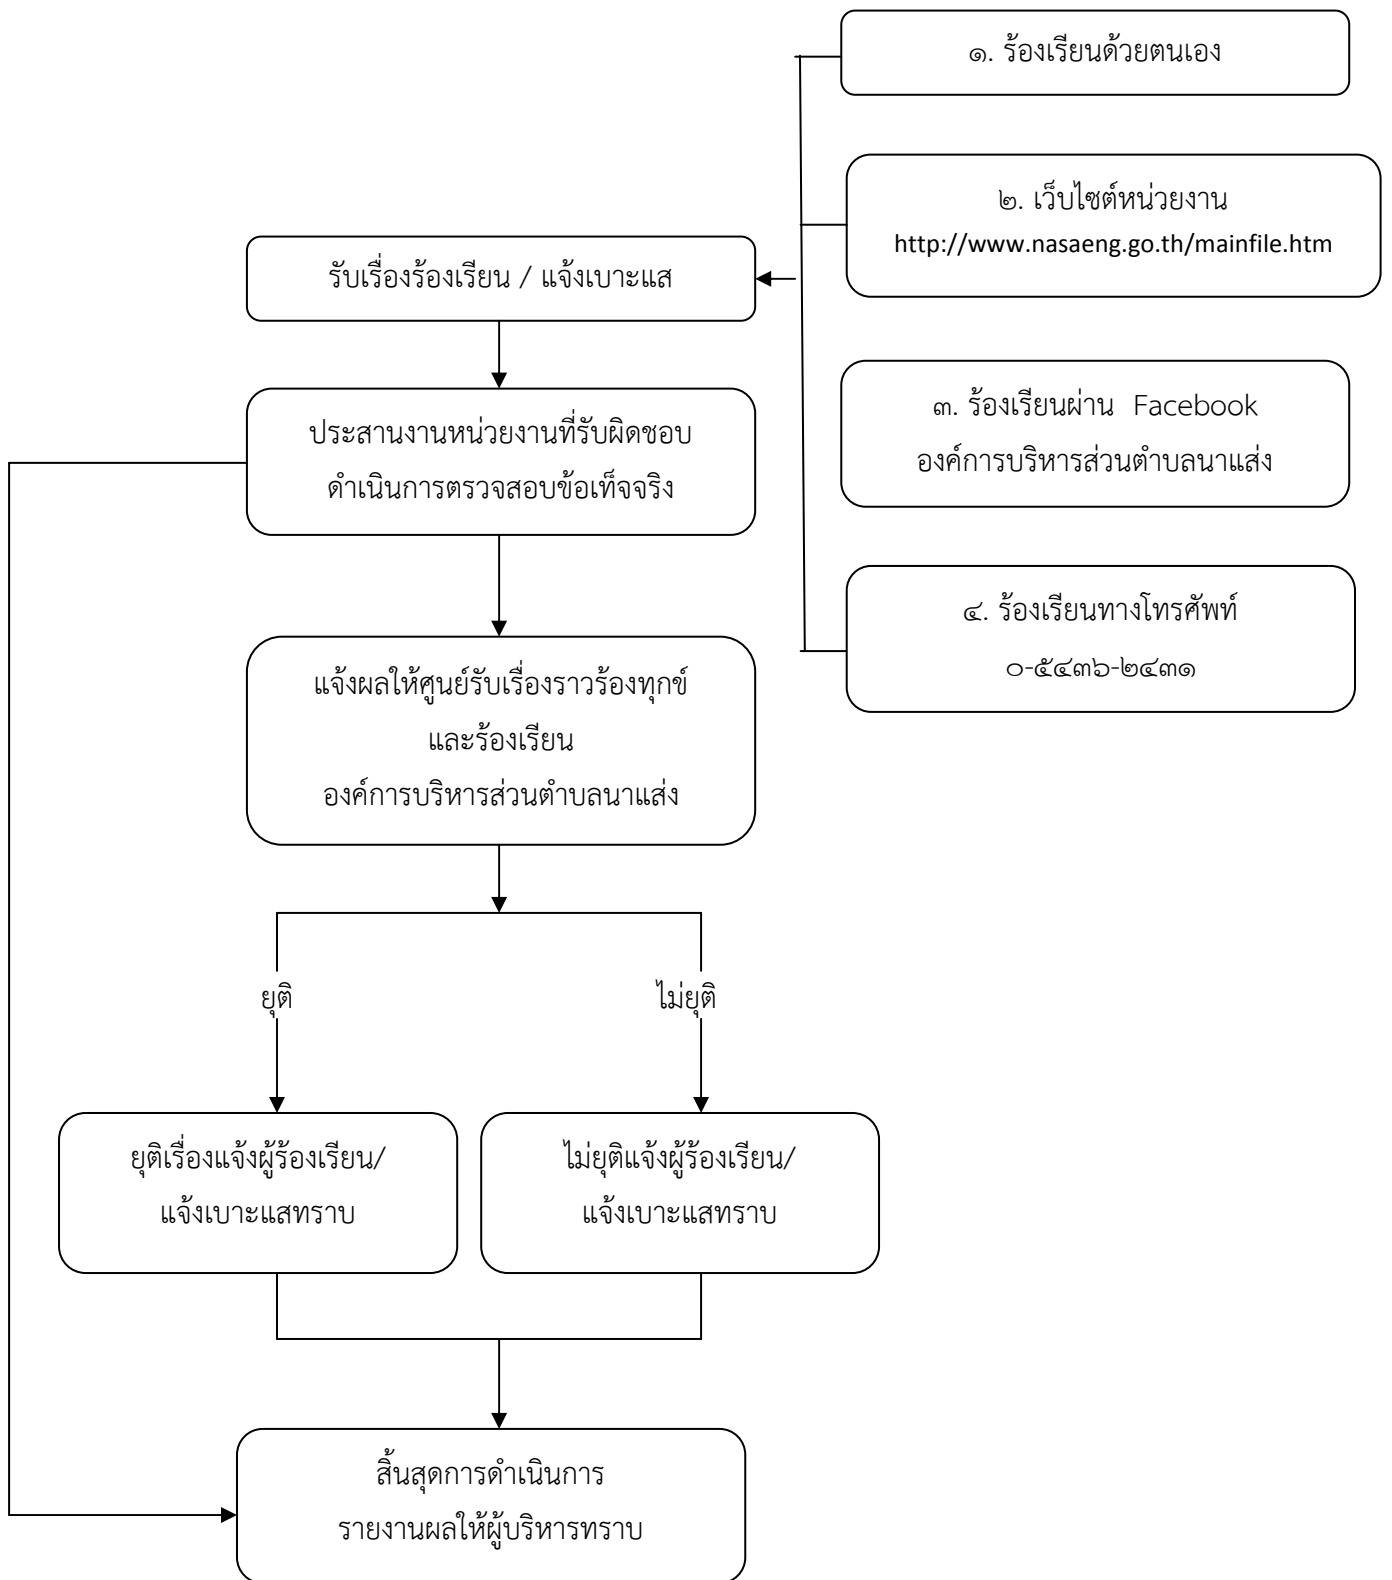 ๑. ร้องเรียนด้วยตนเอง
๒. เว็บไซต์หน่วยงาน
http://www.nasaeng.go.th/mainfile.htm
รับเรื่องร้องเรียน / แจ้งเบาะแส
๓. ร้องเรียนผ่าน Facebook
องค์การบริหารส่วนตำบลนาแส่ง
ประสานงานหน่วยงานที่รับผิดชอบ
ดำเนินการตรวจสอบข้อเท็จจริง
๔. ร้องเรียนทางโทรศัพท์
๐-๕๔๓๖-๒๔๓๑
แจ้งผลให้ศูนย์รับเรื่องราวร้องทุกข์
และร้องเรียน
องค์การบริหารส่วนตำบลนาแส่ง
ยุติ
ไม่ยุติ
ยุติเรื่องแจ้งผู้ร้องเรียน/
แจ้งเบาะแสทราบ
ไม่ยุติแจ้งผู้ร้องเรียน/
แจ้งเบาะแสทราบ
สิ้นสุดการดำเนินการ
รายงานผลให้ผู้บริหารทราบ